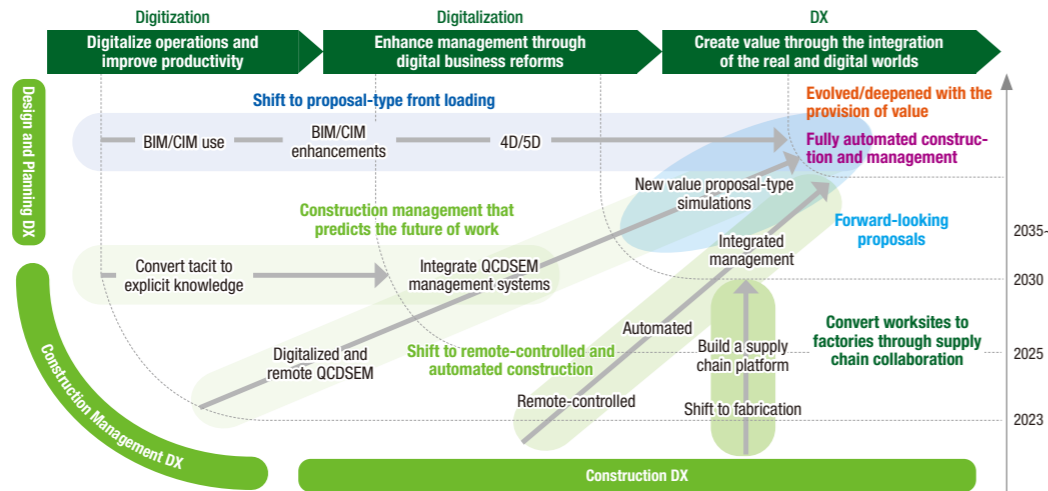 Digitization
Digitalization
DX
Digitalize operations and
improve productivity
Enhance management through
digital business reforms
Create value through the integration
of the real and digital worlds
Design and Planning DX
Shift to proposal-type front loading
Evolved/deepened with the
provision of value
BIM/CIM use
BIM/CIM
enhancements
4D/5D
Fully automated construc-
tion and management
New value proposal-type
simulations
Construction management that
predicts the future of work
Forward-looking
proposals
2035-
Integrated
management
Convert tacit to
explicit knowledge
Integrate QCDSEM
management systems
2030
Construction Management DX
Automated
Convert worksites to
factories through supply
chain collaboration
Digitalized and
remote QCDSEM
Shift to remote-controlled and
automated construction
Build a supply
chain platform
2025
Remote-controlled
Shift to fabrication
2023
Construction DX